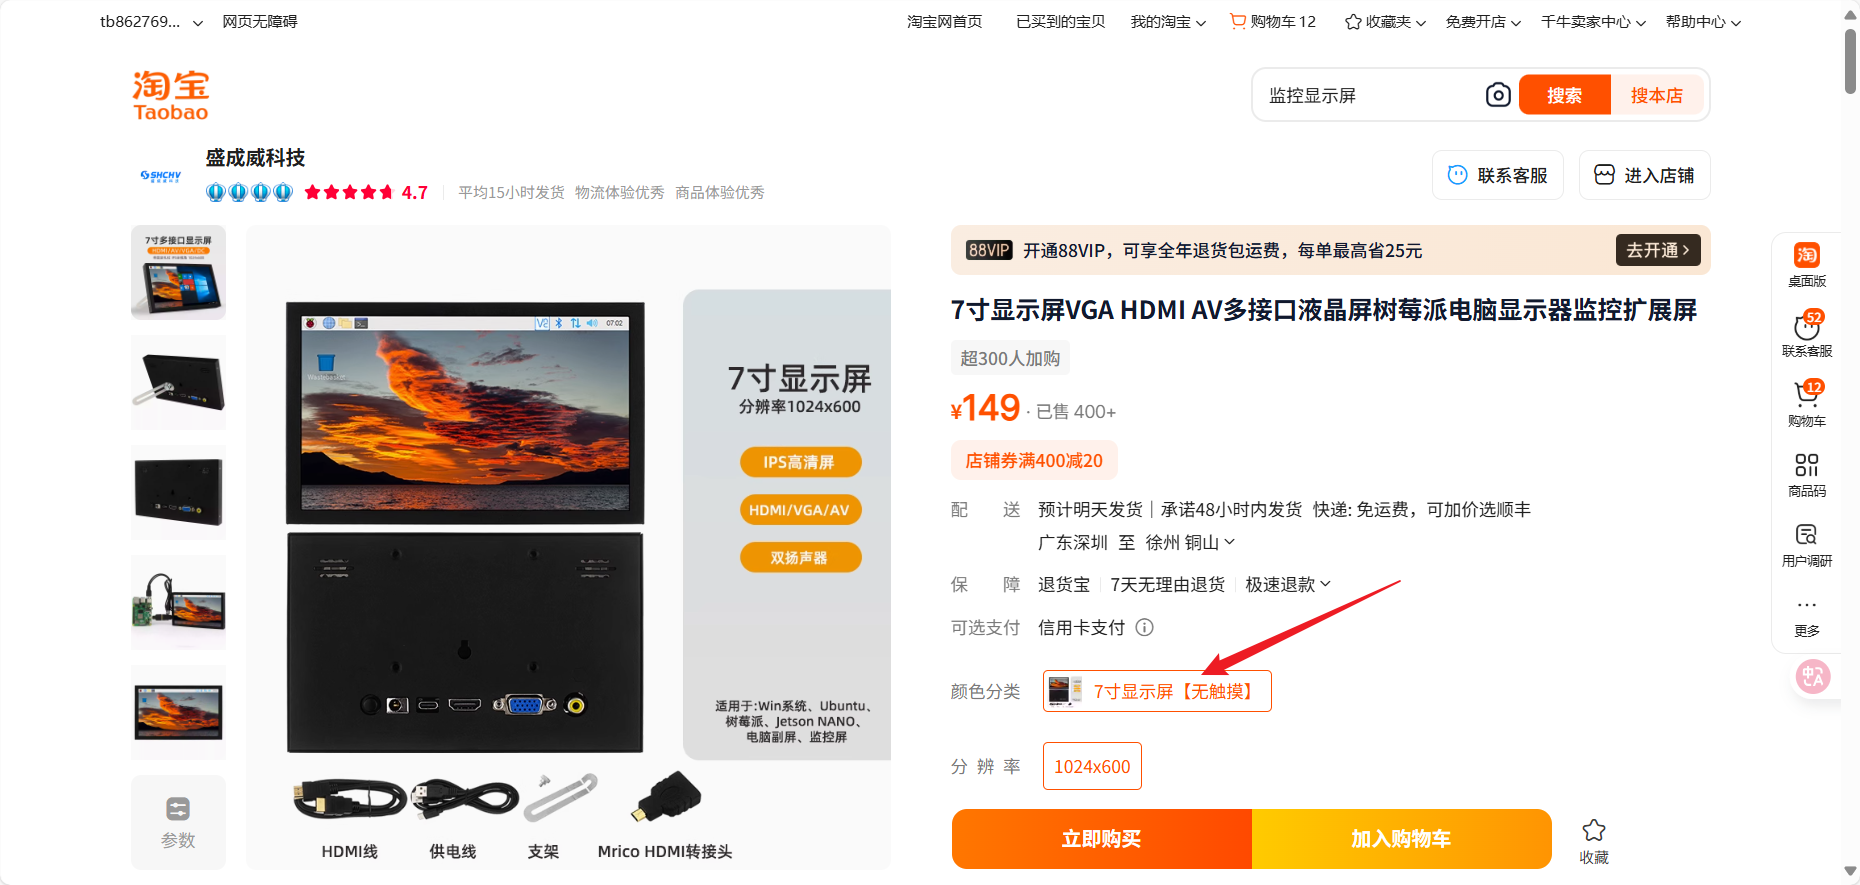 tb862769...
网页无障碍
淘宝网首页
已买到的宝贝
我的淘宝
购物车 12
收藏夹
免费开店
千牛卖家中心
帮助中心
淘宝
Taobao
监控显示屏
搜索
搜本店
SHCHV
盛成威科技
4.7
平均15小时发货 物流体验优秀 商品体验优秀
联系客服
进入店铺
7寸多接口显示屏
HDMI/AV/VGA/DC
参数
07:02
Wastebasket
7寸显示屏
分辨率1024x600
IPS高清屏
HDMI/VGA/AV
双扬声器
适用于:Win系统、Ubuntu、
树莓派、Jetson NANO、
电脑副屏、监控屏
HDMI线
供电线
支架
Mrico HDMI转接头
88VIP 开通88VIP，可享全年退货包运费，每单最高省25元
去开通
7寸显示屏VGA HDMI AV多接口液晶屏树莓派电脑显示器监控扩展屏
超300人加购
¥149 · 已售 400+
店铺券满400减20
配送 预计明天发货 | 承诺48小时内发货 快递: 免运费，可加价选顺丰
广东深圳 至 徐州 铜山
保障 退货宝 7天无理由退货 极速退款
可选支付 信用卡支付
颜色分类 7寸显示屏【无触摸】
分辨率 1024x600
立即购买
加入购物车
收藏
淘
桌面版
52
联系客服
12
购物车
商品码
用户调研
更多